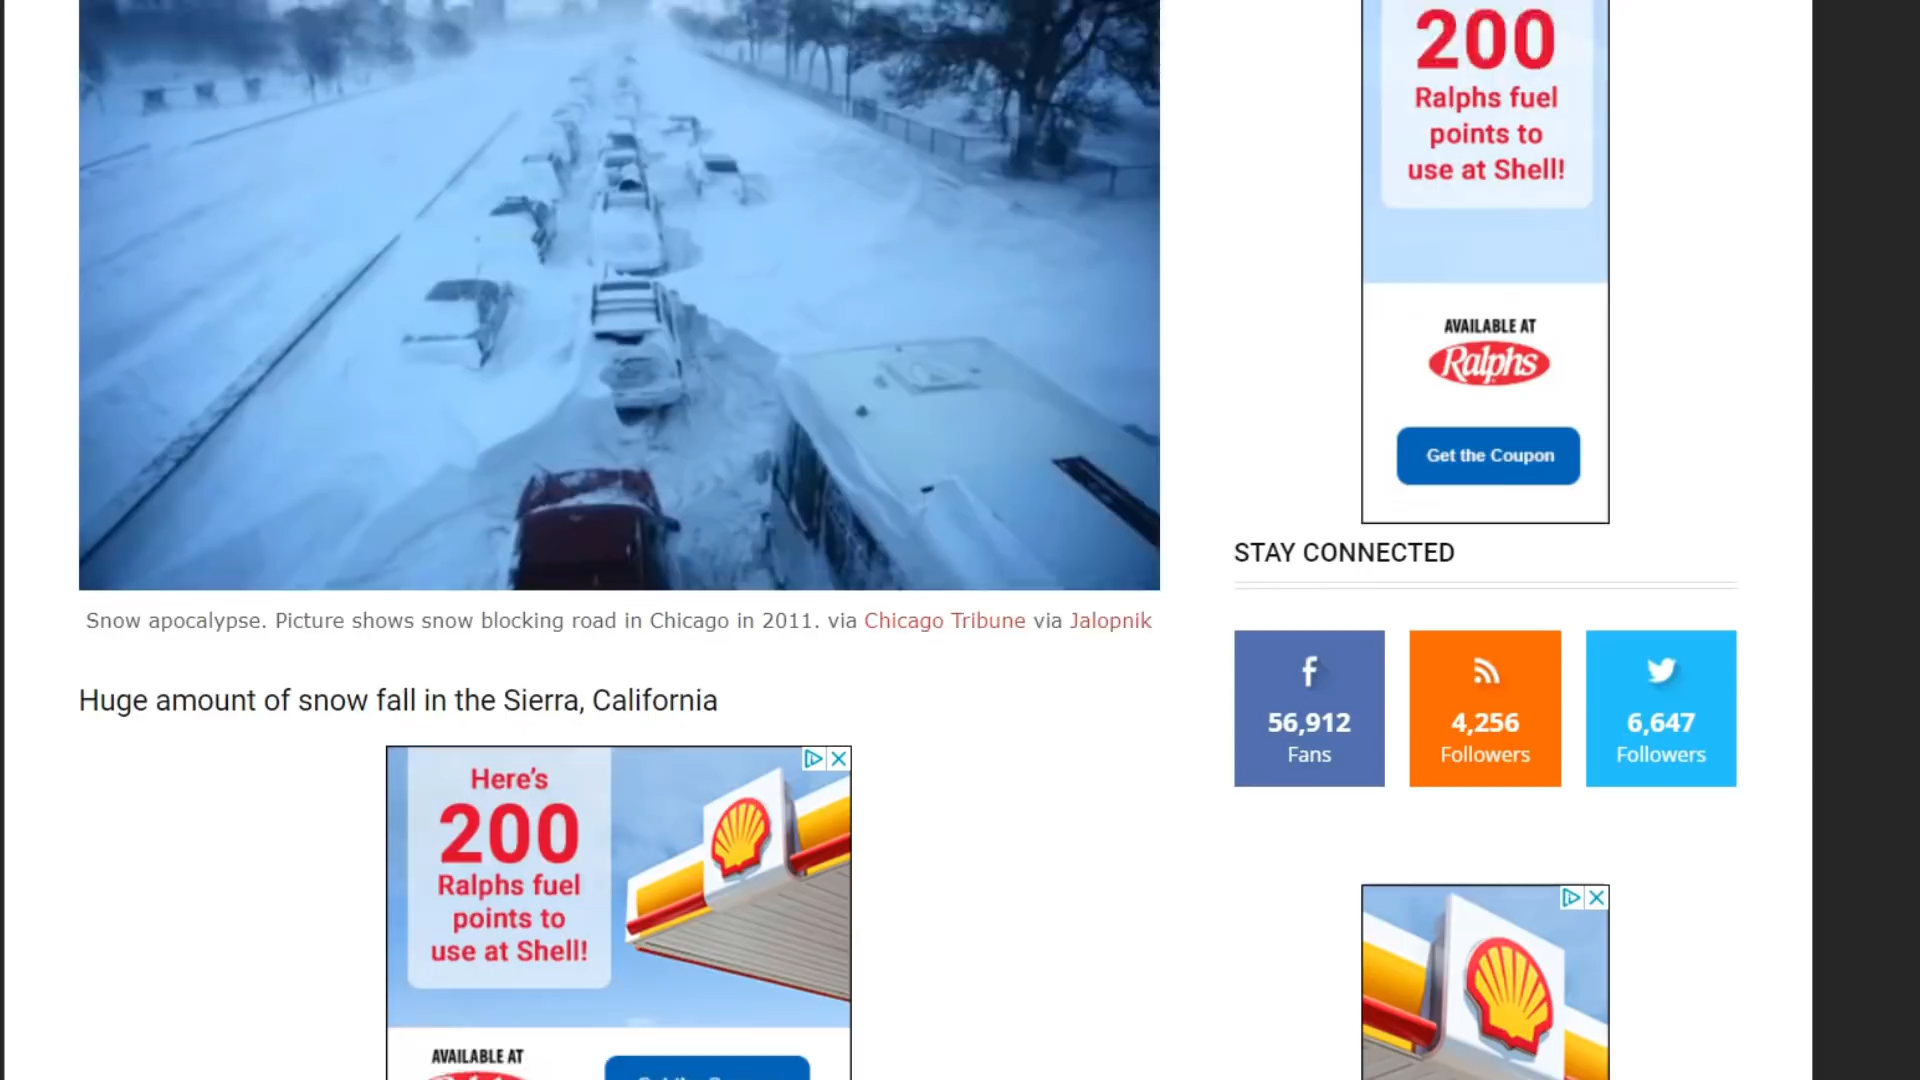 Snow apocalypse. Picture shows snow blocking road in Chicago in 2011. via Chicago Tribune via Jalopnik
Huge amount of snow fall in the Sierra, California
Here's
200
Ralphs fuel
points to
use at Shell!
AVAILABLE AT
200
Ralphs fuel
points to
use at Shell!
AVAILABLE AT
Ralphs
Get the Coupon
STAY CONNECTED
56,912
Fans
4,256
Followers
6,647
Followers